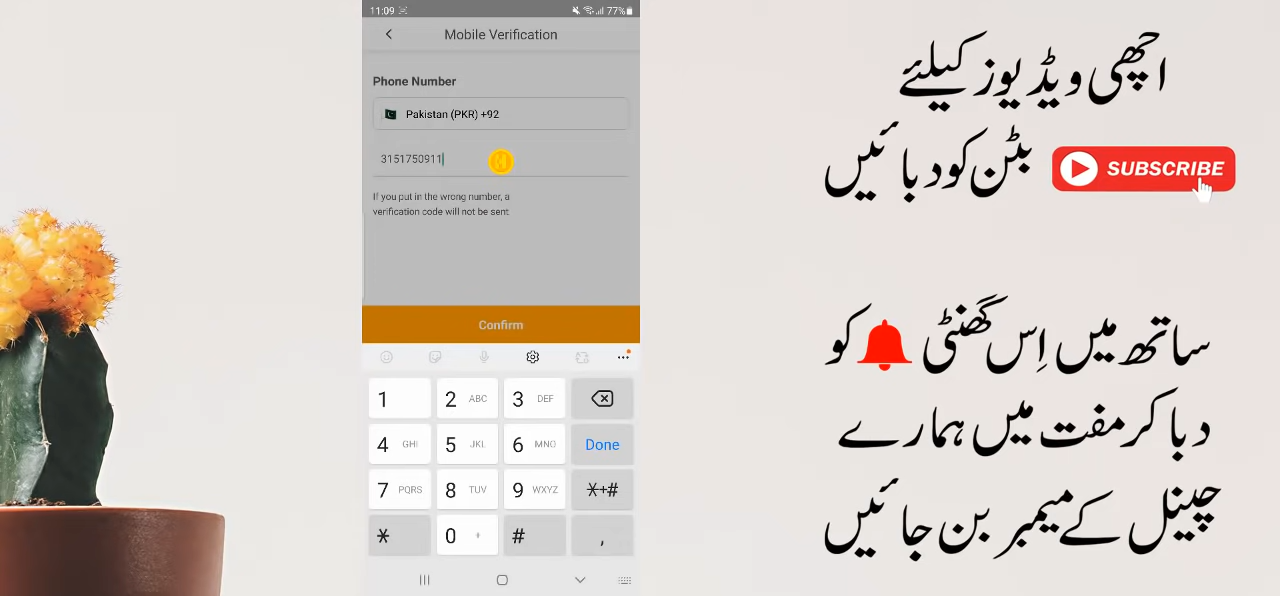 11:09
77%
Mobile Verification
Phone Number
Pakistan (PKR) +92
3151750911
If you put in the wrong number, a
verification code will not be sent
Confirm
1
2 ABC
3 DEF
4 GHI
5 JKL
6 MNO
Done
7 PQRS
8 TUV
9 WXYZ
*+#
*
0 +
#
,
اچھی ویڈیوز کیلئے
SUBSCRIBE بٹن کو دبائیں
ساتھ میں اِس گھنٹی کو
دبا کر مفت میں ہمارے
چینل کے میمبر بن جائیں